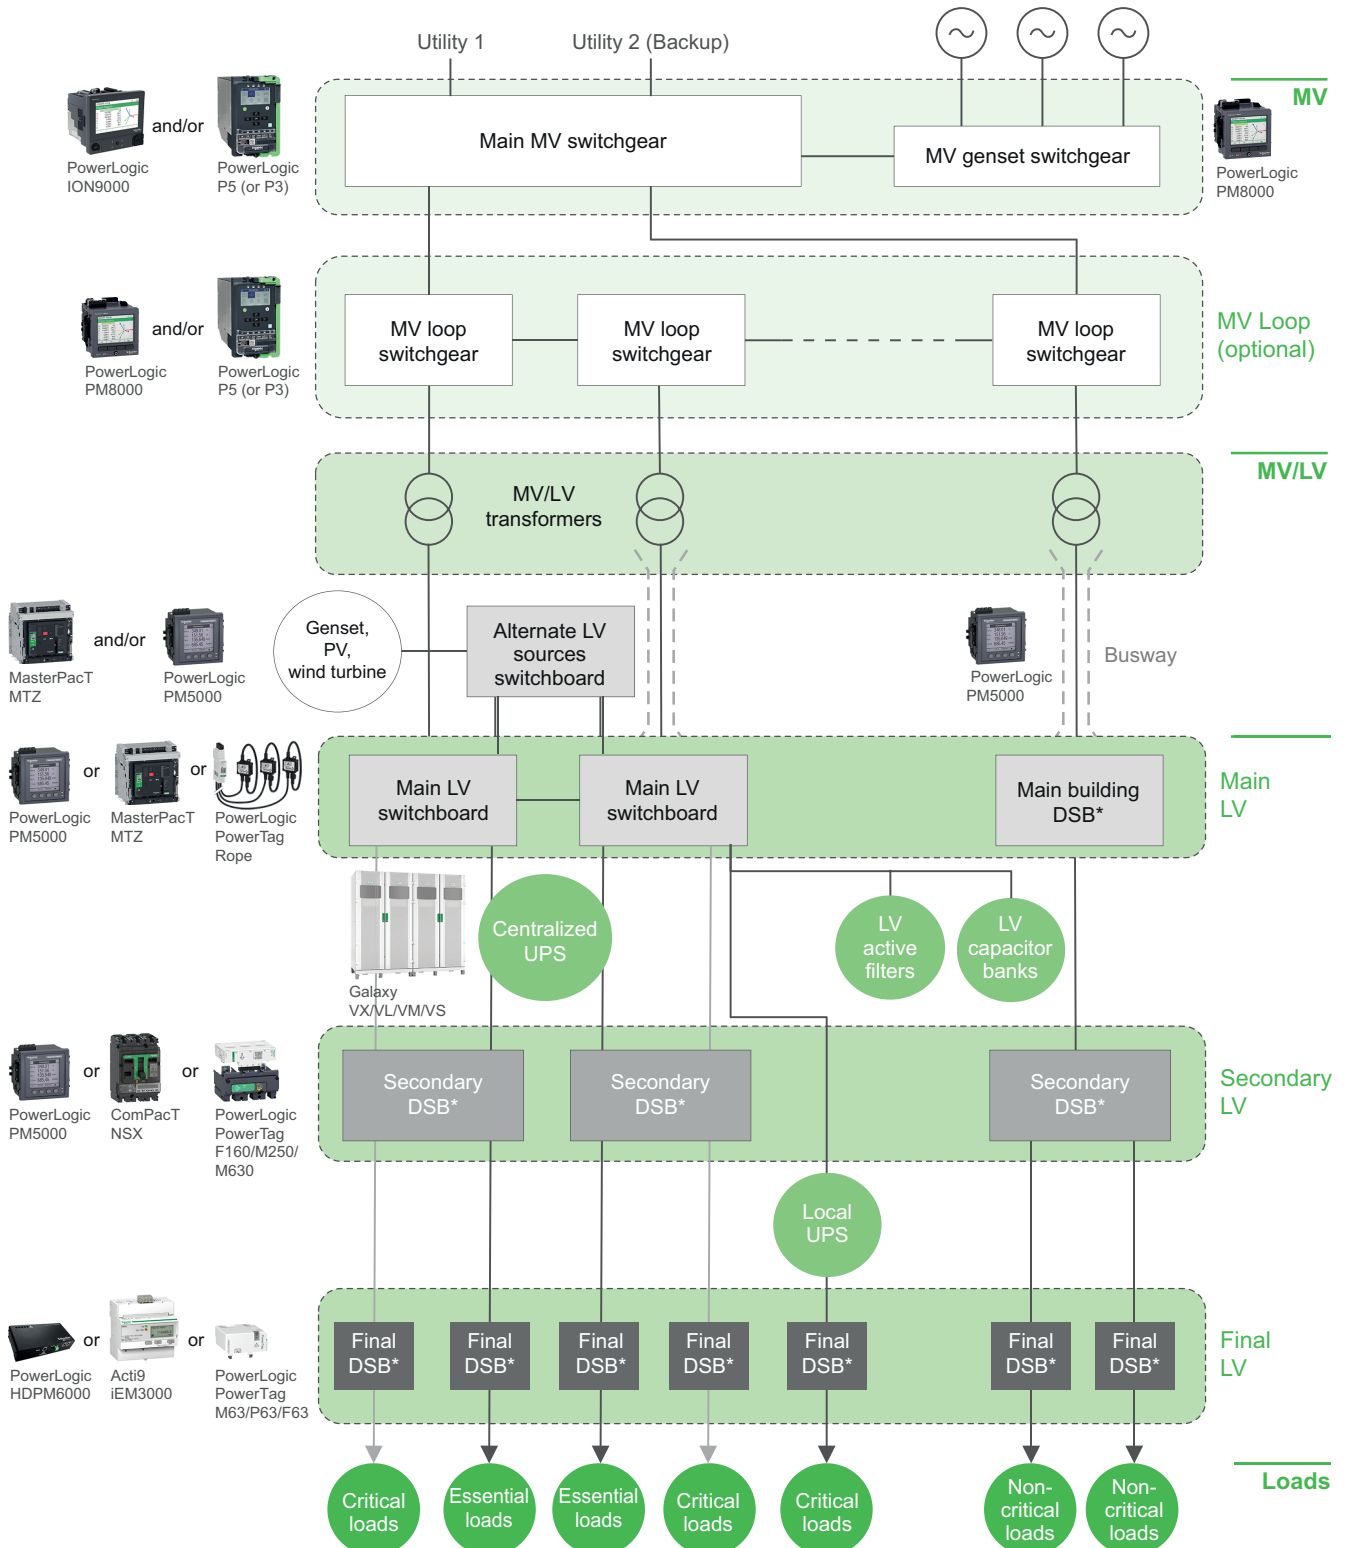 Utility 1
Utility 2 (Backup)
MV
Main MV switchgear
MV genset switchgear
and/or
PowerLogic
ION9000
PowerLogic
P5 (or P3)
PowerLogic
PM8000
MV loop
switchgear
MV loop
switchgear
MV loop
switchgear
MV Loop
(optional)
and/or
PowerLogic
PM8000
PowerLogic
P5 (or P3)
MV/LV
MV/LV
transformers
Genset,
PV,
wind turbine
Alternate LV
sources
switchboard
and/or
MasterPacT
MTZ
PowerLogic
PM5000
PowerLogic
PM5000
Busway
Main LV
switchboard
Main LV
switchboard
Main building
DSB*
Main
LV
or
or
PowerLogic
PM5000
MasterPacT
MTZ
PowerLogic
PowerTag
Rope
Centralized
UPS
LV
active
filters
LV
capacitor
banks
Galaxy
VX/VL/VM/VS
Secondary
DSB*
Secondary
DSB*
Secondary
DSB*
Secondary
LV
or
or
PowerLogic
PM5000
ComPacT
NSX
PowerLogic
PowerTag
F160/M250/
M630
Local
UPS
or
or
PowerLogic
HDPM6000
Acti9
iEM3000
PowerLogic
PowerTag
M63/P63/F63
Final
DSB*
Final
DSB*
Final
DSB*
Final
DSB*
Final
DSB*
Final
DSB*
Final
DSB*
Final
LV
Loads
Critical
loads
Essential
loads
Essential
loads
Critical
loads
Critical
loads
Non-
critical
loads
Non-
critical
loads